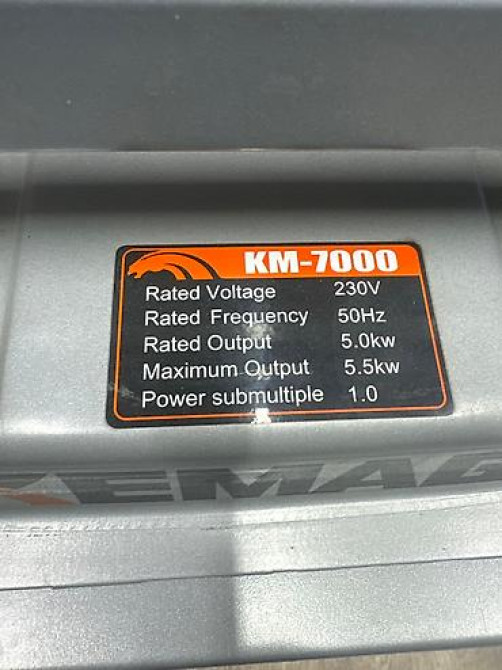 KM-7000
Rated Voltage 230V
Rated Frequency 50Hz
Rated Output 5.0kw
Maximum Output 5.5kw
Power submultiple 1.0
KEMAG